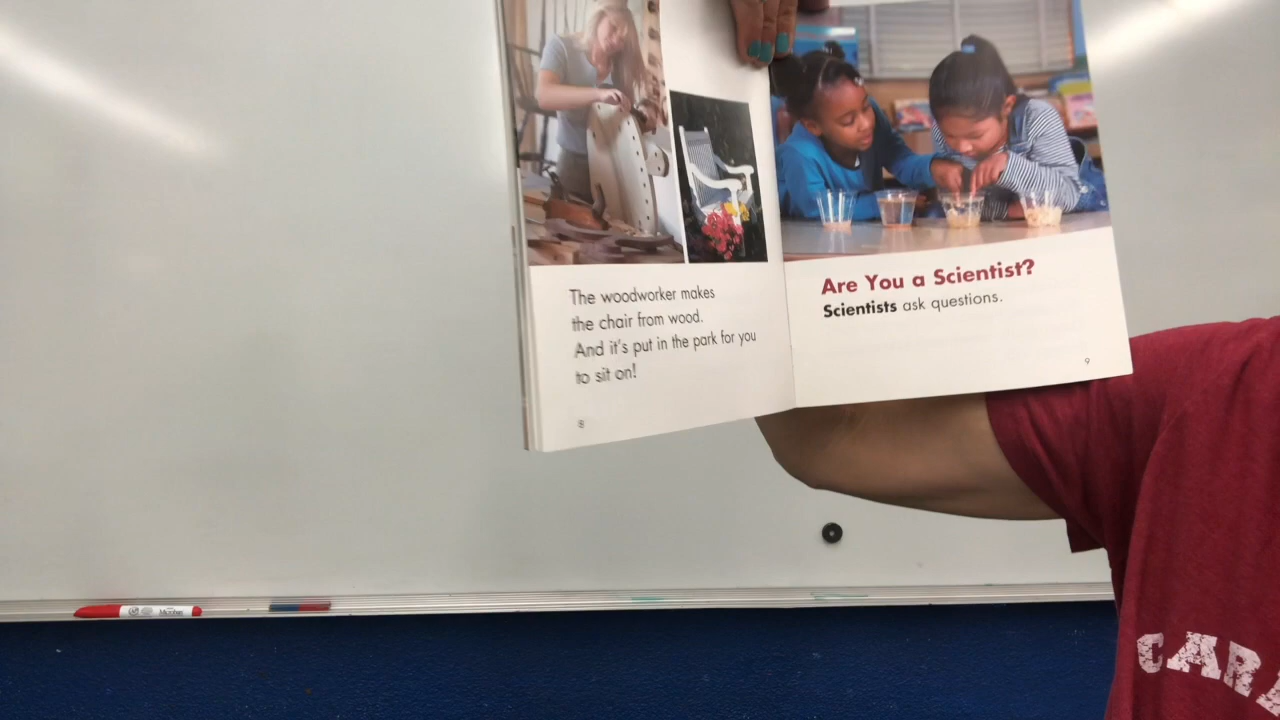 The woodworker makes
the chair from wood.
And it's put in the park for you
to sit on!
8
Are You a Scientist?
Scientists ask questions.
9